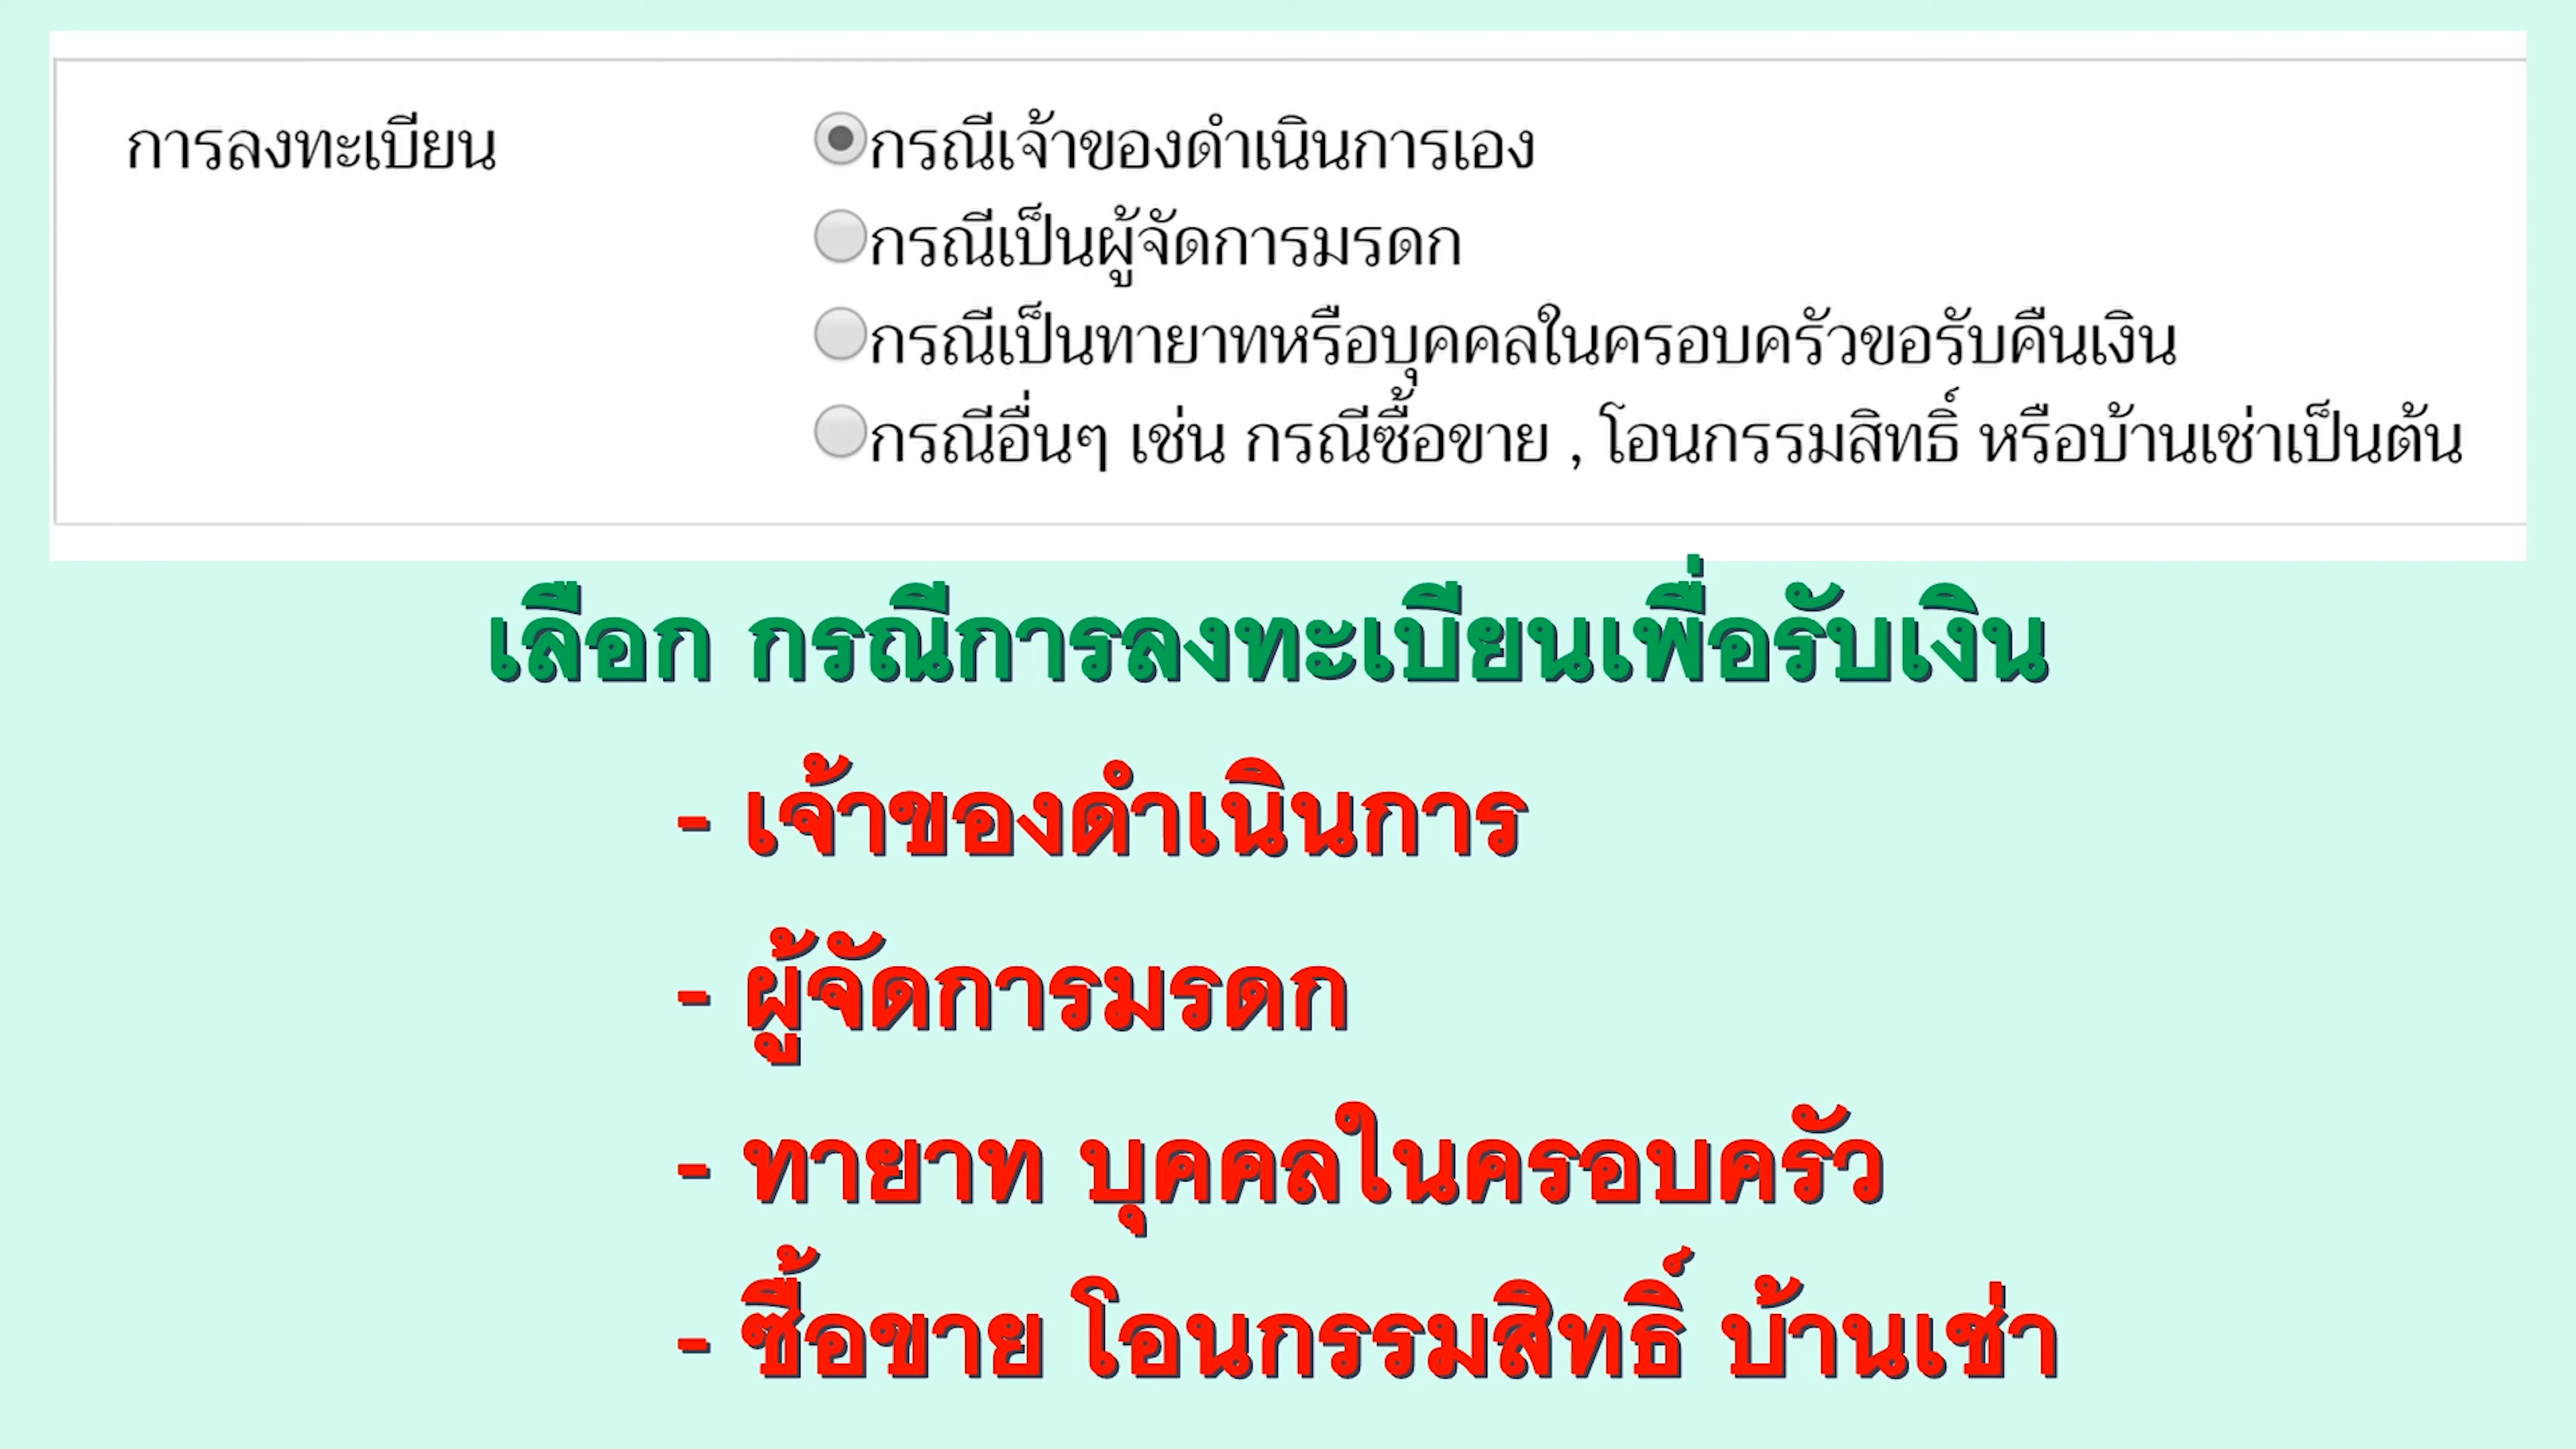 การลงทะเบียน
กรณีเจ้าของดำเนินการเอง
กรณีเป็นผู้จัดการมรดก
กรณีเป็นทายาทหรือบุคคลในครอบครัวขอรับคืนเงิน
กรณีอื่นๆ เช่น กรณีซื้อขาย , โอนกรรมสิทธิ์ หรือบ้านเช่าเป็นต้น
เลือก กรณีการลงทะเบียนเพื่อรับเงิน
- เจ้าของดำเนินการ
- ผู้จัดการมรดก
- ทายาท บุคคลในครอบครัว
- ซื้อขาย โอนกรรมสิทธิ์ บ้านเช่า